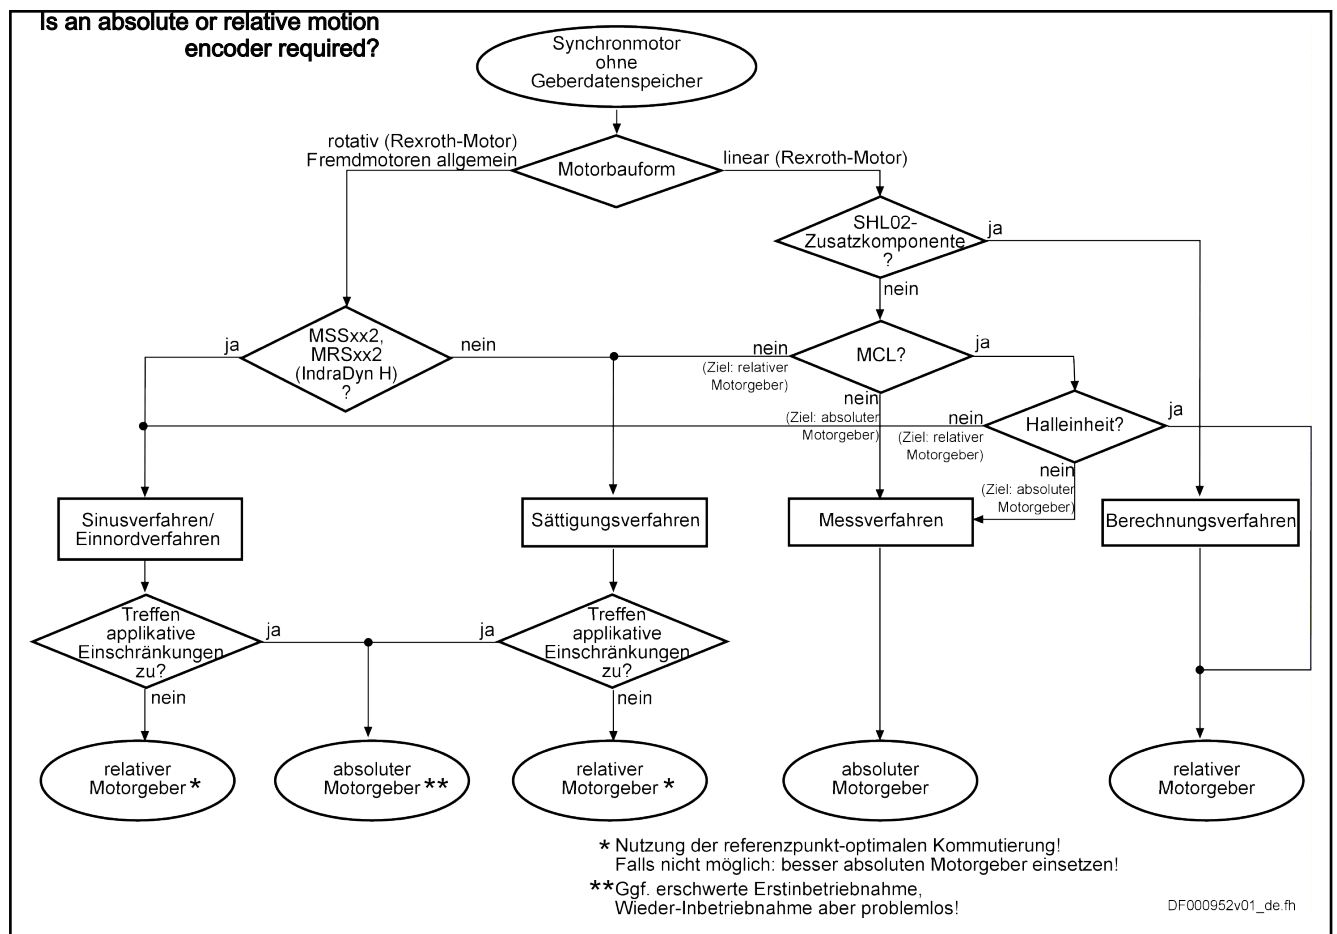 Is an absolute or relative motion
encoder required?
Synchronmotor
ohne
Geberdatenspeicher
rotativ (Rexroth-Motor)
Fremdmotoren allgemein
Motorbauform
linear (Rexroth-Motor)
SHL02-
Zusatzkomponente
?
ja
nein
MSSxx2,
MRSxx2
(IndraDyn H)
?
ja
nein
nein
(Ziel: relativer
Motorgeber)
MCL?
ja
nein
(Ziel: absoluter
Motorgeber)
nein
(Ziel: relativer
Motorgeber)
Halleinheit?
ja
nein
(Ziel: absoluter
Motorgeber)
Sinusverfahren/
Einnordverfahren
Sättigungsverfahren
Messverfahren
Berechnungsverfahren
Treffen
applikative
Einschränkungen
zu?
ja
nein
ja
Treffen
applikative
Einschränkungen
zu?
nein
relativer
Motorgeber *
absoluter
Motorgeber **
relativer
Motorgeber *
absoluter
Motorgeber
relativer
Motorgeber
* Nutzung der referenzpunkt-optimalen Kommutierung!
Falls nicht möglich: besser absoluten Motorgeber einsetzen!
**Ggf. erschwerte Erstinbetriebnahme,
Wieder-Inbetriebnahme aber problemlos!
DF000952v01_de.fh